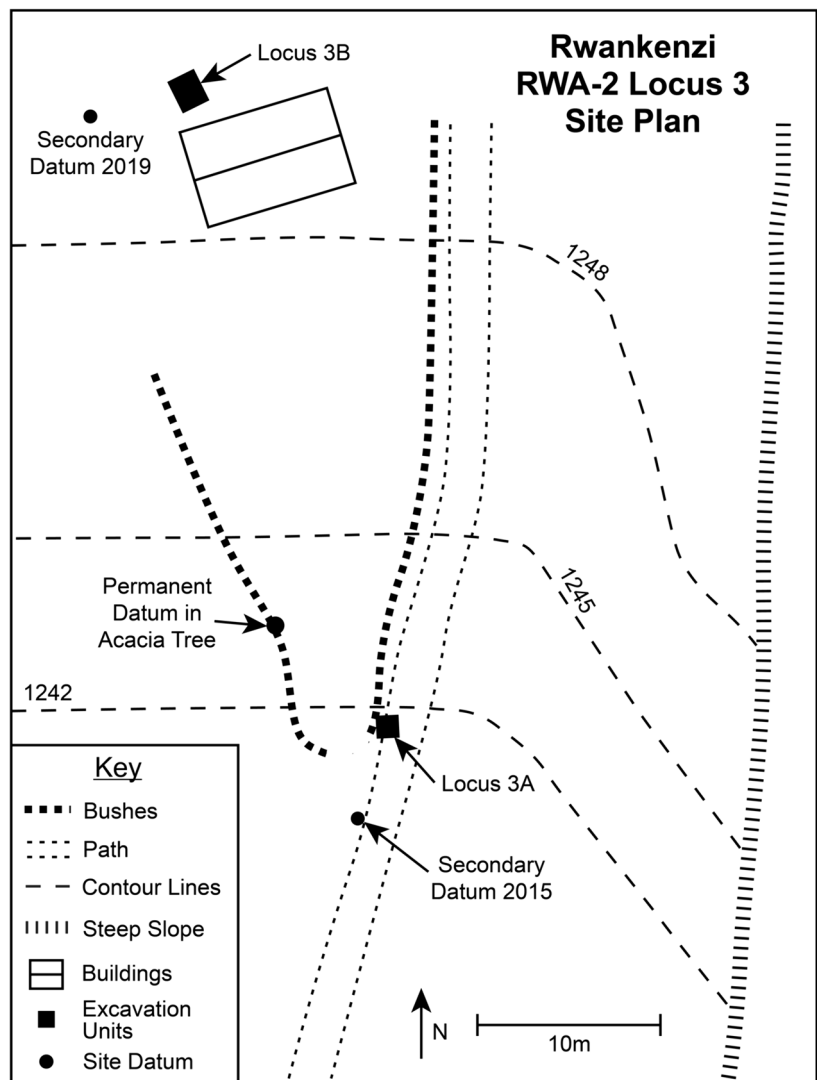 Rwankenzi
RWA-2 Locus 3
Site Plan
Locus 3B
Secondary
Datum 2019
1248
1245
Permanent
Datum in
Acacia Tree
1242
Locus 3A
Secondary
Datum 2015
Key
Bushes
Path
Contour Lines
Steep Slope
Buildings
Excavation
Units
Site Datum
N
10m